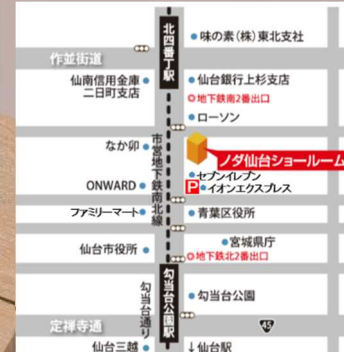 北四番丁駅
味の素(株)東北支社
作並街道
仙南信用金庫
二日町支店
仙台銀行上杉支店
地下鉄南2番出口
ローソン
なか卯
市営地下鉄南北線
ノダ仙台ショールーム
セブンイレブン
ONWARD
P
イオンエクスプレス
ファミリーマート
青葉区役所
宮城県庁
仙台市役所
地下鉄北2番出口
勾当台公園駅
勾当台通り
勾当台公園
定禅寺通
45
仙台三越
↓仙台駅